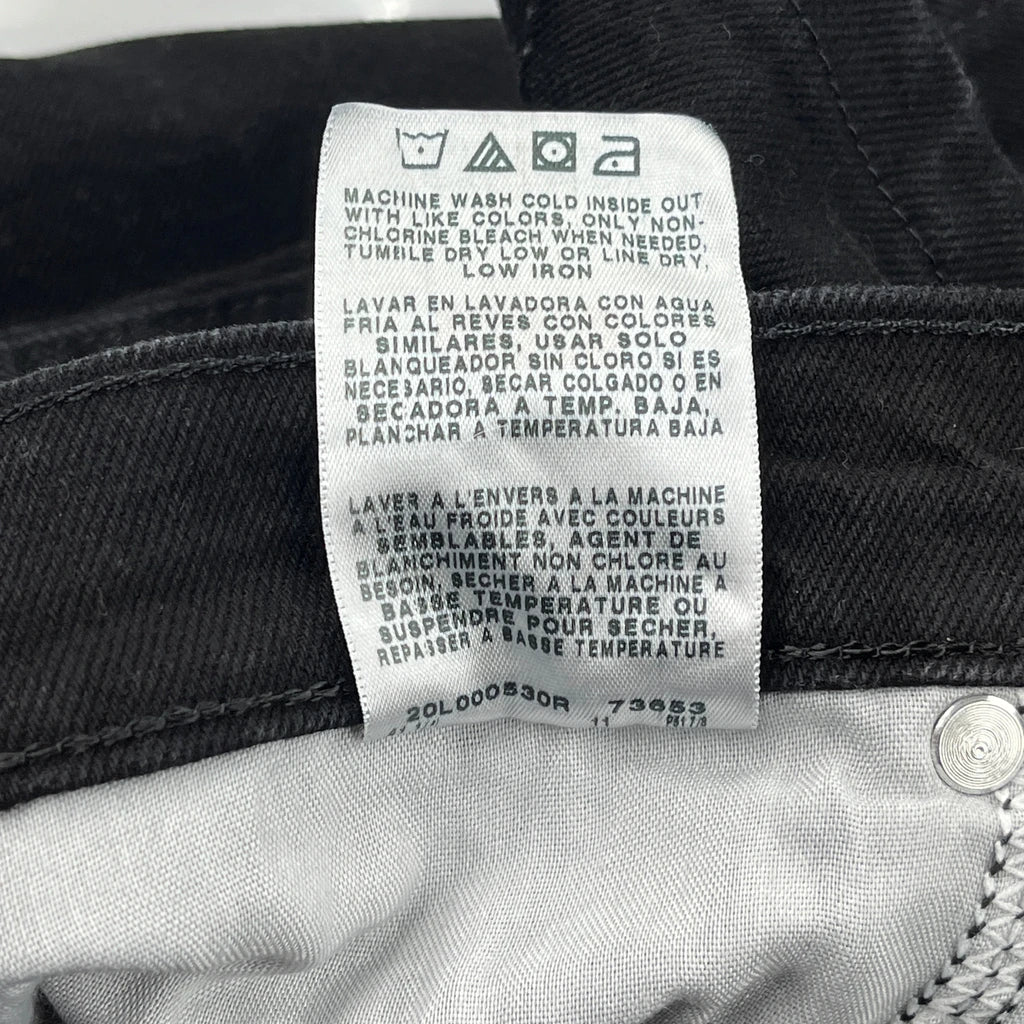 MACHINE WASH COLD INSIDE OUT
WITH LIKE COLORS, ONLY NON-
CHLORINE BLEACH WHEN NEEDED,
TUMBLE DRY LOW OR LINE DRY,
LOW IRON
LAVAR EN LAVADORA CON AGUA
FRIA AL REVES CON COLORES
SIMILARES, USAR SOLO
BLANQUEADOR SIN CLORO SI ES
NECESARIO, SECAR COLGADO O EN
SECADORA A TEMP. BAJA,
PLANCHAR A TEMPERATURA BAJA
LAVER A L'ENVERS A LA MACHINE
A L'EAU FROIDE AVEC COULEURS
SEMBLABLES, AGENT DE
BLANCHIMENT NON CHLORE AU
BESOIN, SECHER A LA MACHINE A
BASSE TEMPERATURE OU
SUSPENDRE POUR SECHER,
REPASSER A BASSE TEMPERATURE
20L000530R 73653
11